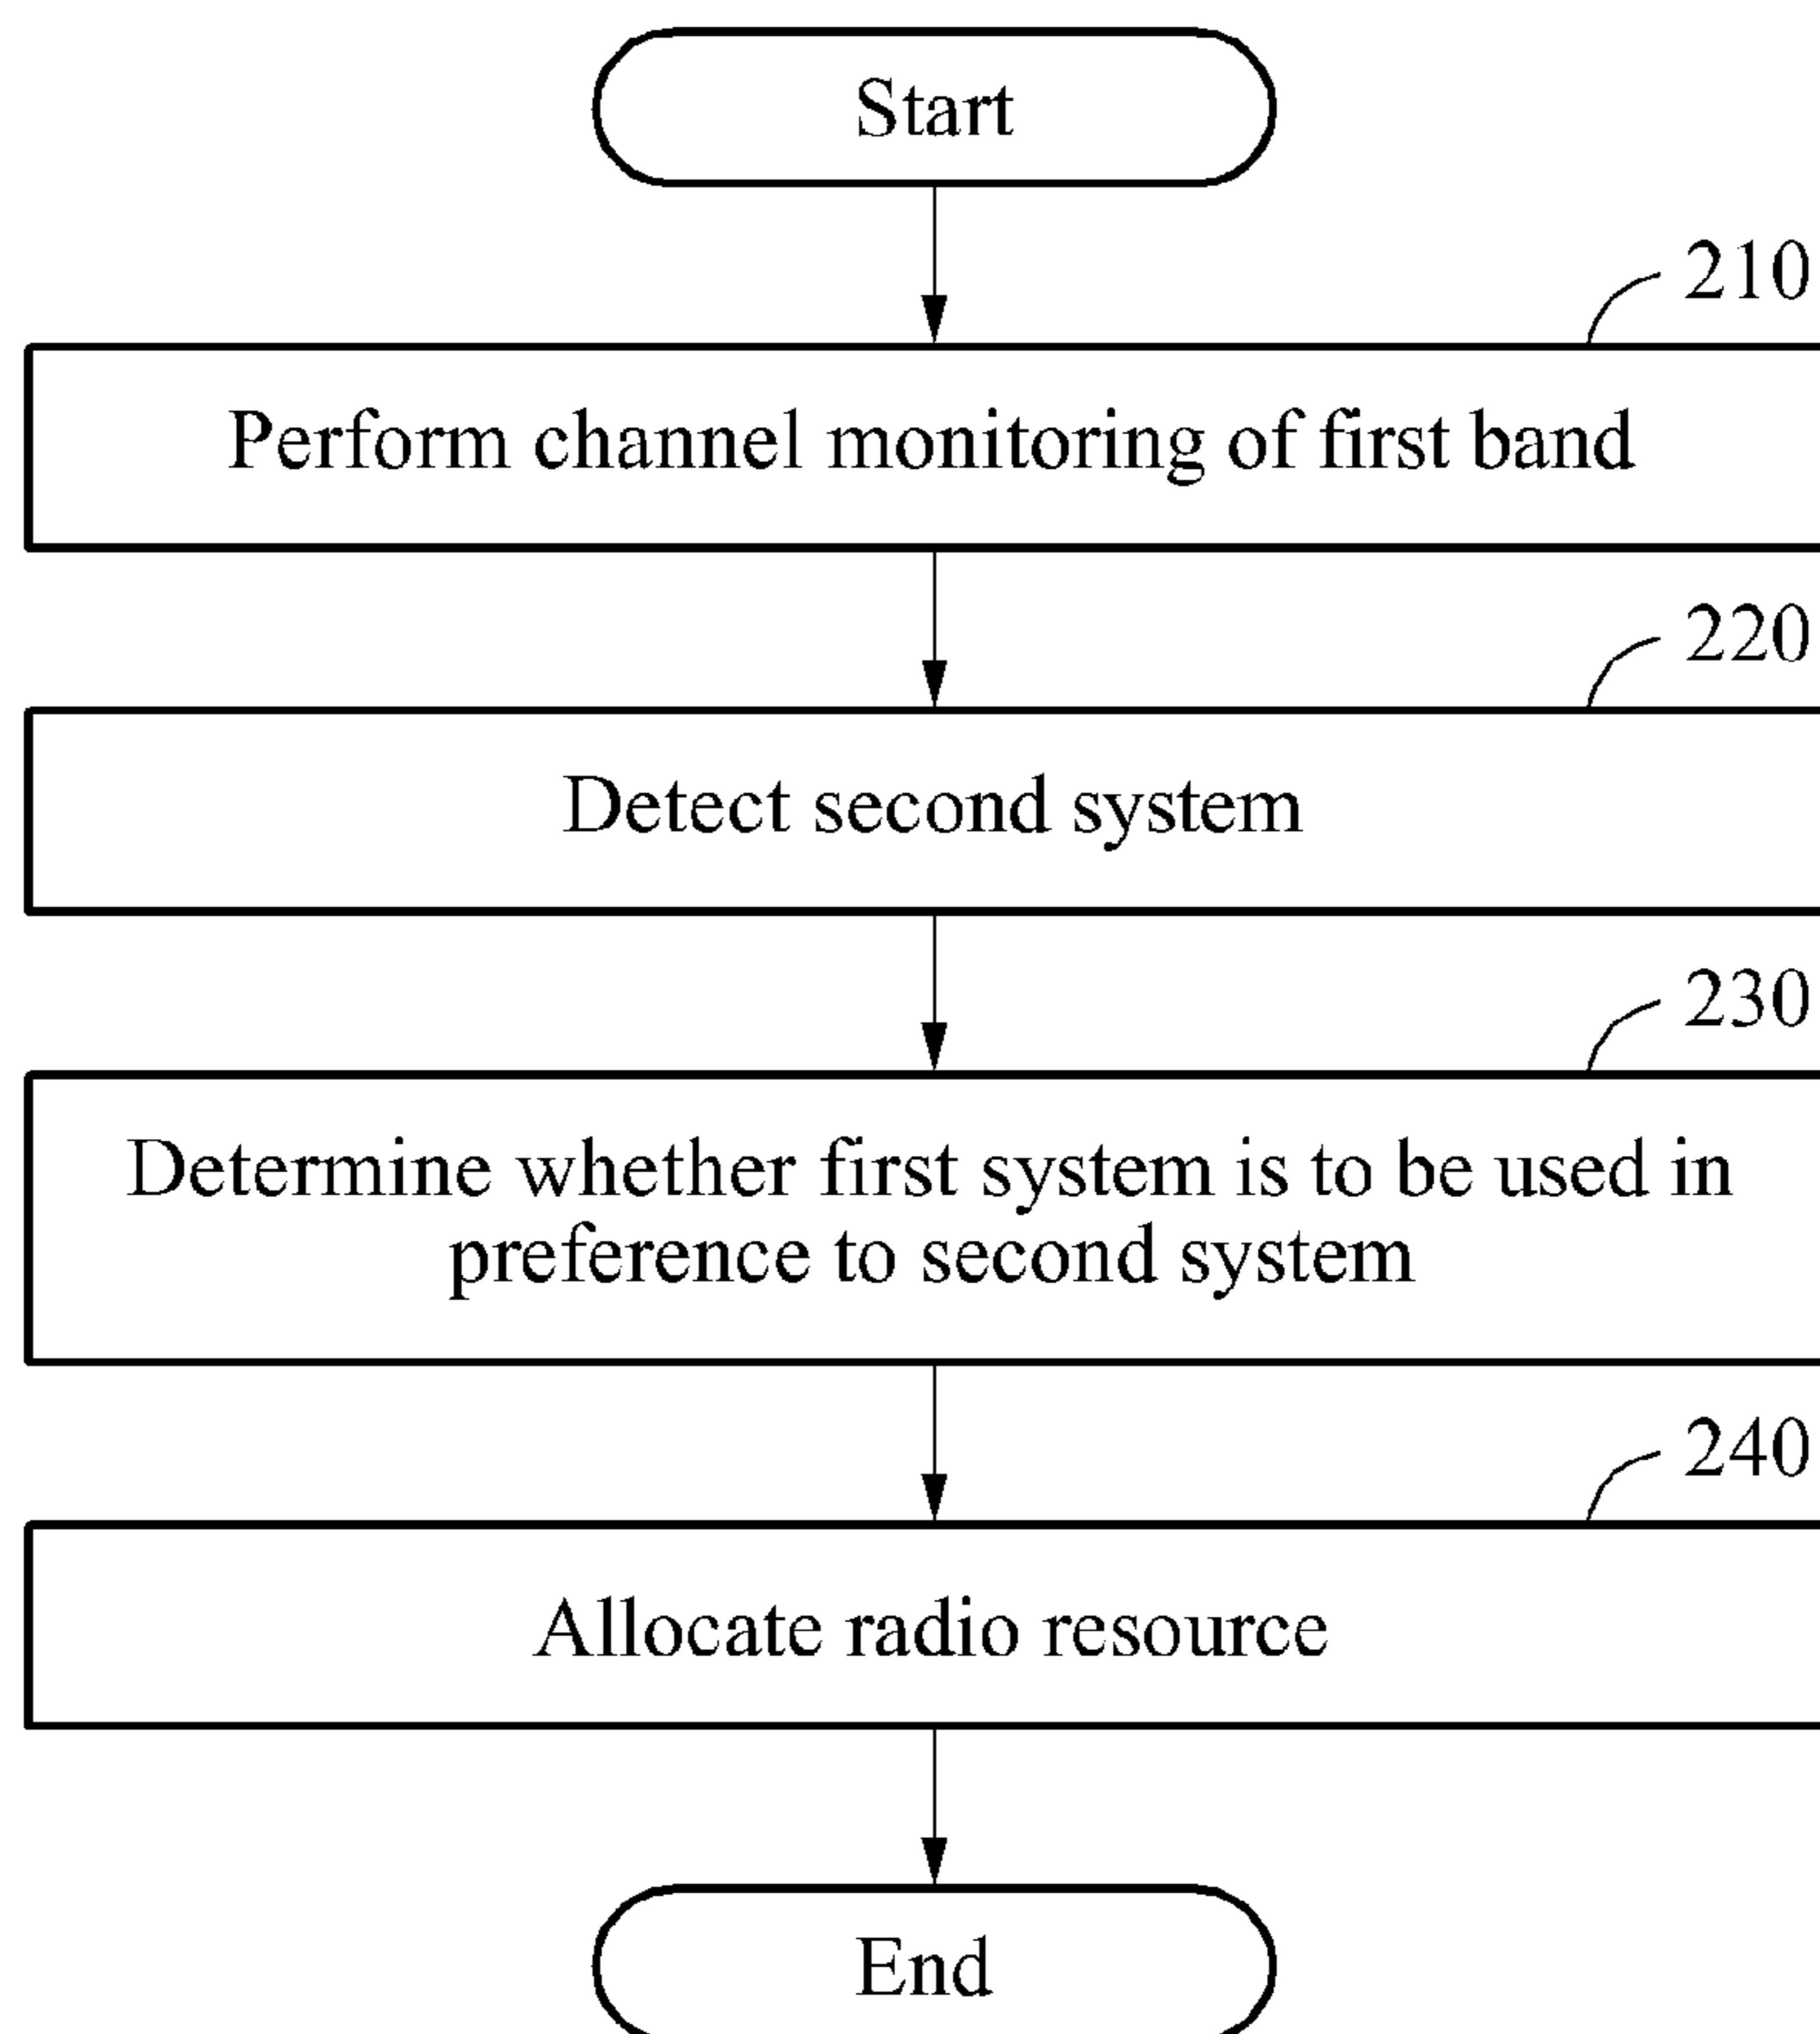 Start
210
Perform channel monitoring of first band
220
Detect second system
230
Determine whether first system is to be used in
preference to second system
240
Allocate radio resource
End